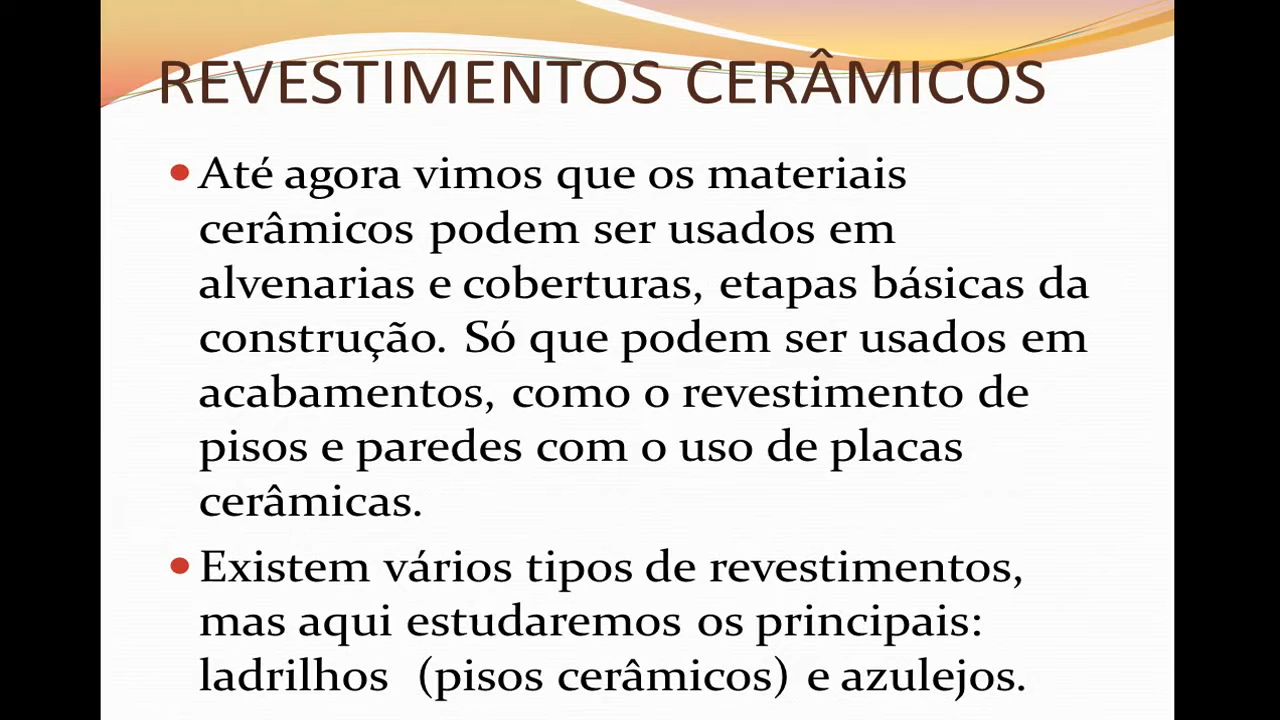 REVESTIMENTOS CERÂMICOS
• Até agora vimos que os materiais
cerâmicos podem ser usados em
alvenarias e coberturas, etapas básicas da
construção. Só que podem ser usados em
acabamentos, como o revestimento de
pisos e paredes com o uso de placas
cerâmicas.
• Existem vários tipos de revestimentos,
mas aqui estudaremos os principais:
ladrilhos (pisos cerâmicos) e azulejos.